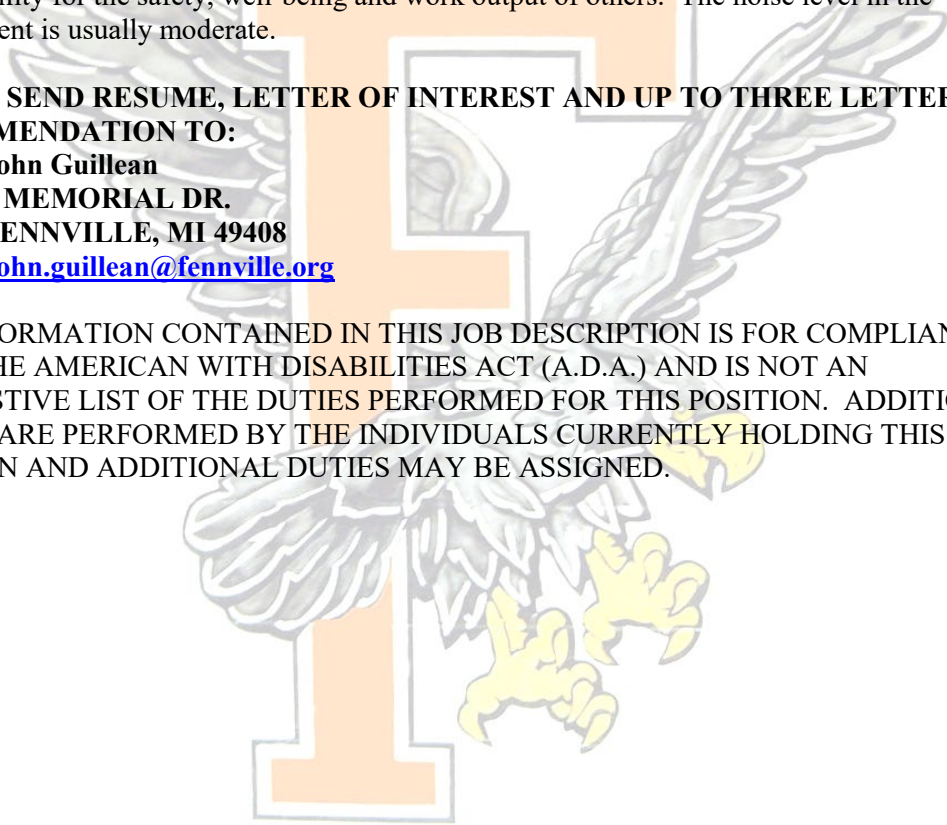 ility for the safety, well-being and work output of others. The noise level in the
ent is usually moderate.
SEND RESUME, LETTER OF INTEREST AND UP TO THREE LETTER
MENDATION TO:
ohn Guillean
MEMORIAL DR.
ENNVILLE, MI 49408
ohn.guillean@fennville.org
FORMATION CONTAINED IN THIS JOB DESCRIPTION IS FOR COMPLIAN
HE AMERICAN WITH DISABILITIES ACT (A.D.A.) AND IS NOT AN
STIVE LIST OF THE DUTIES PERFORMED FOR THIS POSITION. ADDITIO
ARE PERFORMED BY THE INDIVIDUALS CURRENTLY HOLDING THIS
N AND ADDITIONAL DUTIES MAY BE ASSIGNED.
F